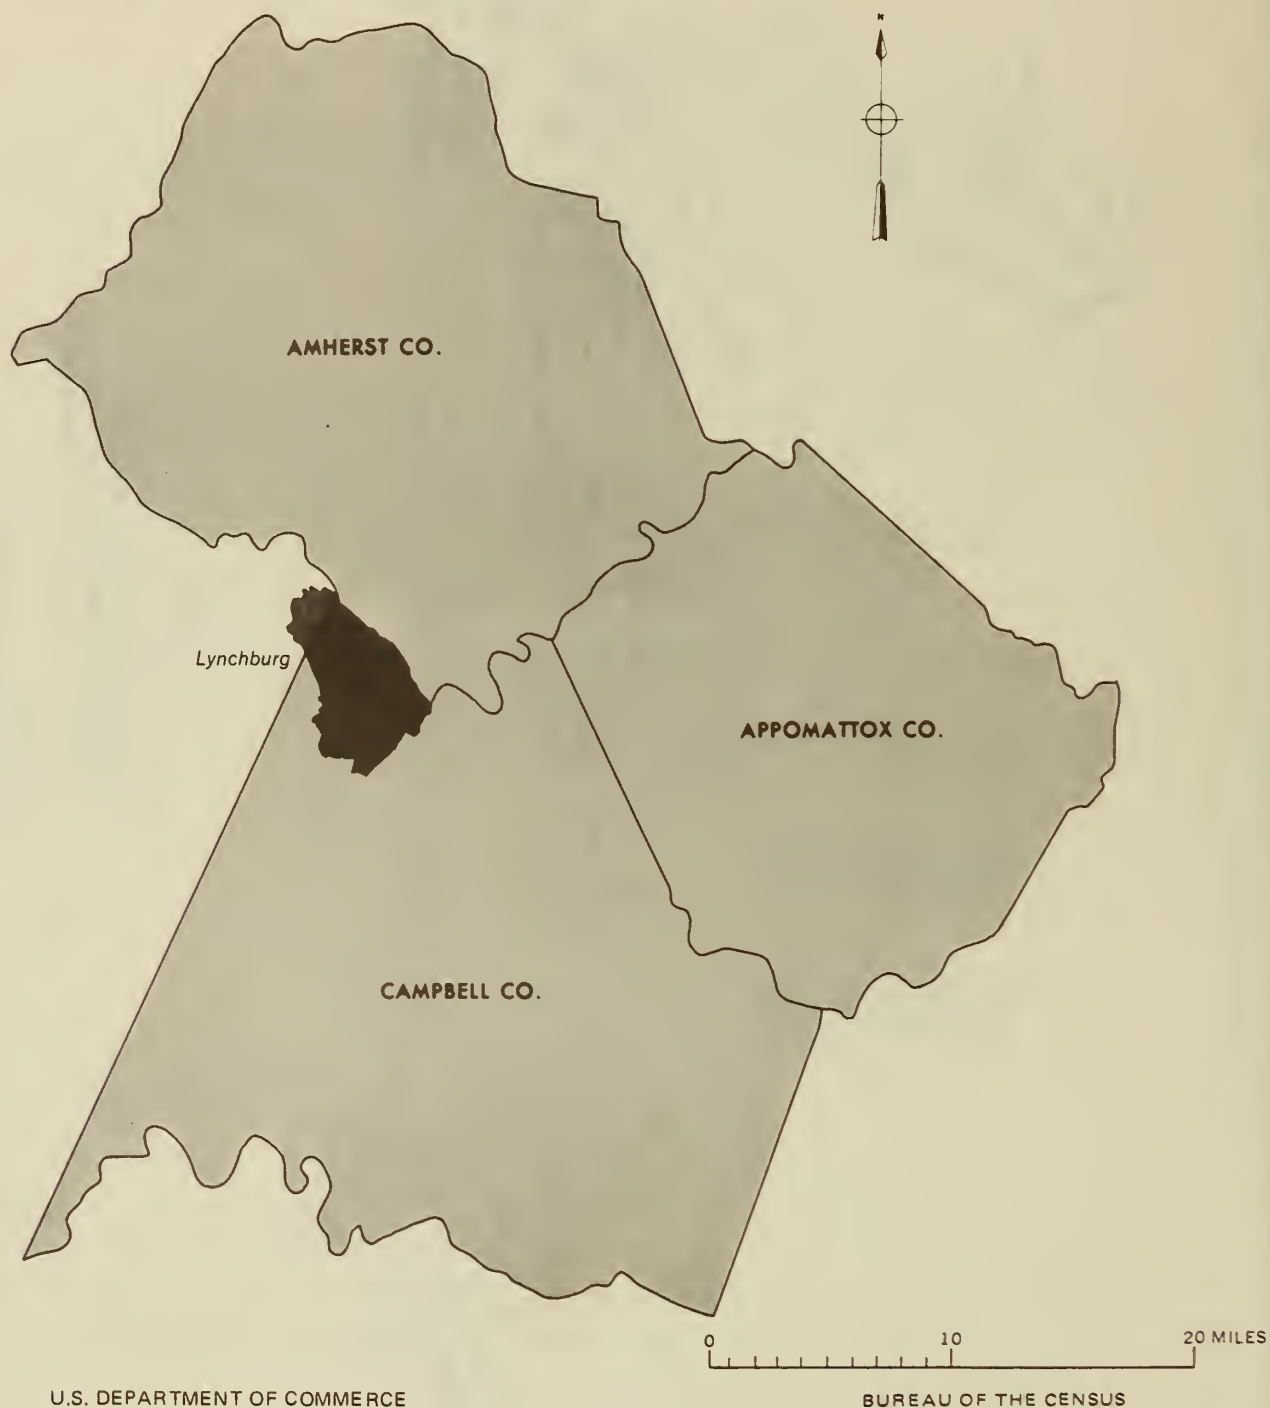 N
AMHERST CO.
Lynchburg
APPOMATTOX CO.
CAMPBELL CO.
0 10 20 MILES
U.S. DEPARTMENT OF COMMERCE BUREAU OF THE CENSUS